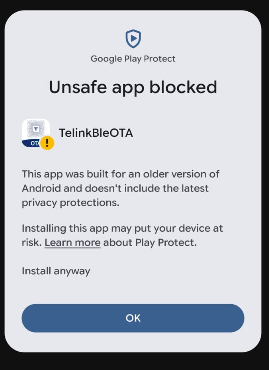 Google Play Protect
Unsafe app blocked
OTA
TelinkBleOTA
This app was built for an older version of
Android and doesn't include the latest
privacy protections.
Installing this app may put your device at
risk. Learn more about Play Protect.
Install anyway
OK